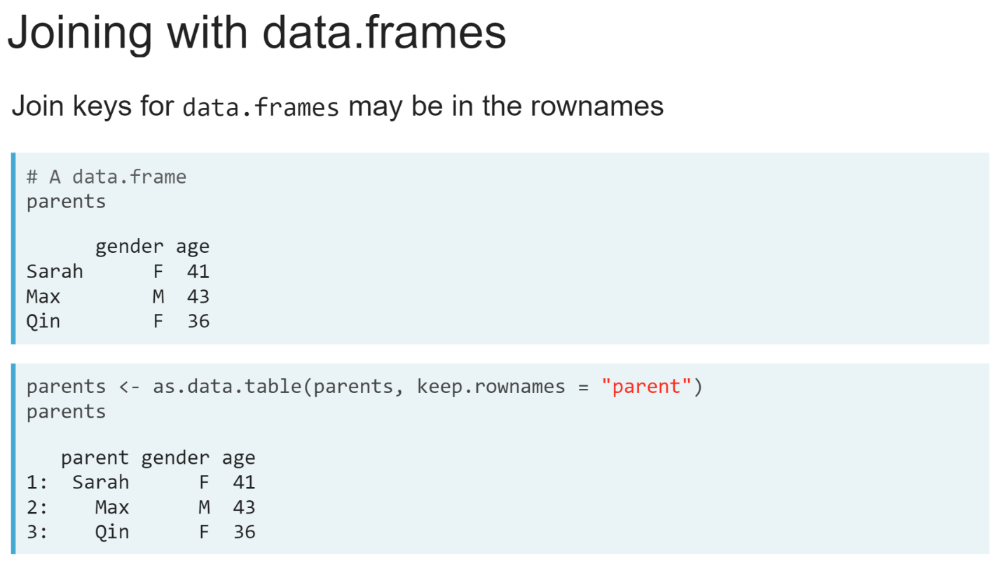 Joining with data.frames
Join keys for data.frames may be in the rownames
# A data.frame
parents
gender age
Sarah F 41
Max M 43
Qin F 36
parents <- as.data.table(parents, keep.rownames = "parent")
parents
parent gender age
1: Sarah F 41
2: Max M 43
3: Qin F 36